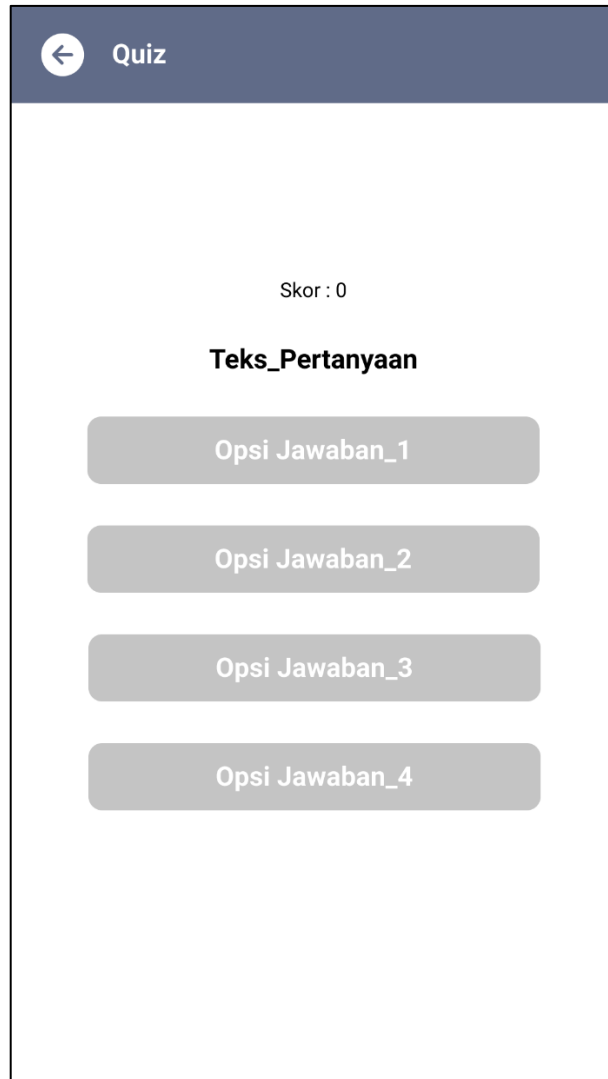 Quiz
Skor : 0
Teks_Pertanyaan
Opsi Jawaban_1
Opsi Jawaban_2
Opsi Jawaban_3
Opsi Jawaban_4